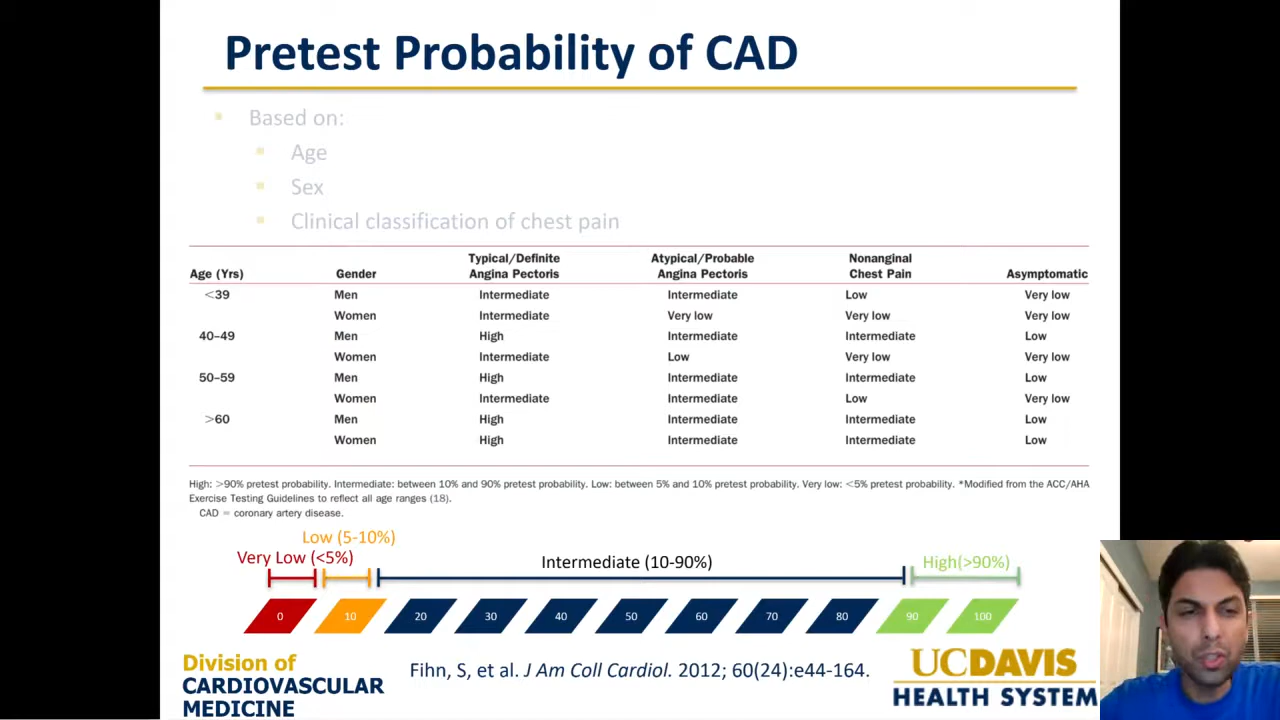 Pretest Probability of CAD
Based on:
Age
Sex
Clinical classification of chest pain
Age (Yrs) Gender Typical/Definite Angina Pectoris Atypical/Probable Angina Pectoris Nonanginal Chest Pain Asymptomatic
<39 Men Intermediate Intermediate Low Very low
Women Intermediate Very low Very low Very low
40–49 Men High Intermediate Intermediate Low
Women Intermediate Low Very low Very low
50–59 Men High Intermediate Intermediate Low
Women Intermediate Intermediate Low Very low
>60 Men High Intermediate Intermediate Low
Women High Intermediate Intermediate Low
High: >90% pretest probability. Intermediate: between 10% and 90% pretest probability. Low: between 5% and 10% pretest probability. Very low: <5% pretest probability. *Modified from the ACC/AHA
Exercise Testing Guidelines to reflect all age ranges (18).
CAD = coronary artery disease.
Low (5-10%)
Very Low (<5%) Intermediate (10-90%) High(>90%)
0 10 20 30 40 50 60 70 80 90 100
Division of
CARDIOVASCULAR
MEDICINE
Fihn, S, et al. J Am Coll Cardiol. 2012; 60(24):e44-164.
UCDAVIS
HEALTH SYSTEM